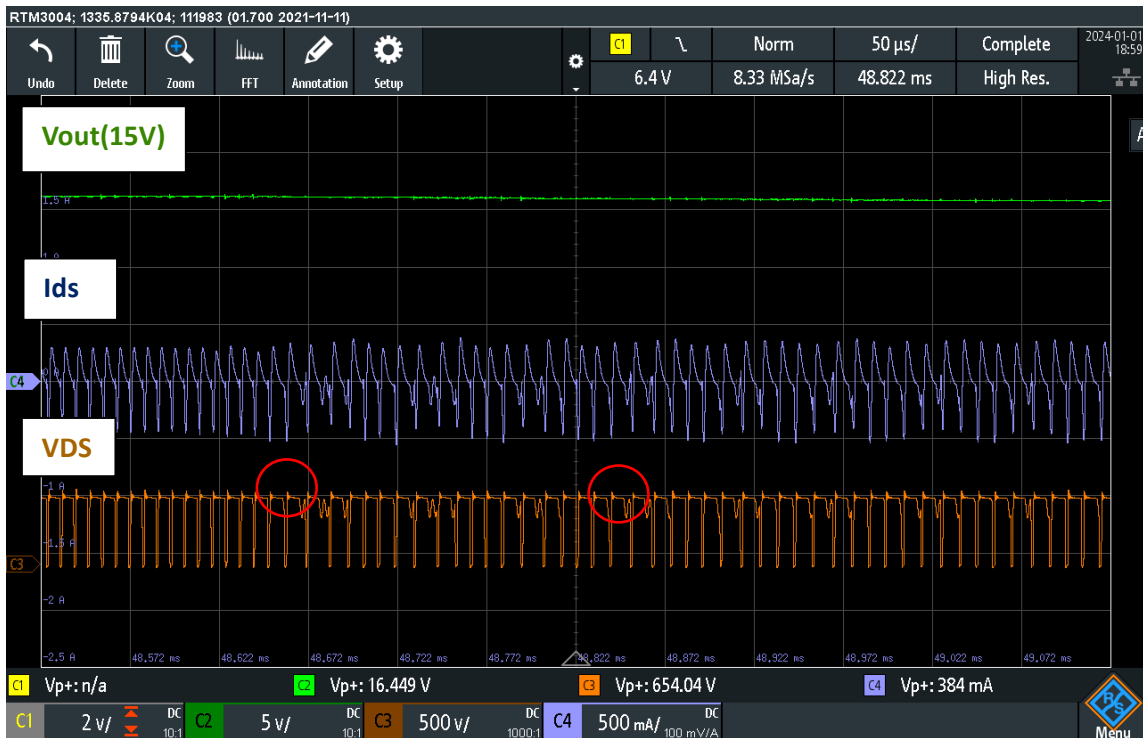 RTM3004; 1335.8794K04; 111983 (01.700 2021-11-11)
Undo Delete Zoom FFT Annotation Setup
C1 Norm 50 µs/ Complete
6.4 V 8.33 MSa/s 48.822 ms High Res.
2024-01-01
18:59
Vout(15V)
A
1.5 A
Ids
C4
VDS
-1 A
-1.5 A
C3
-2 A
-2.5 A 48.572 ms 48.622 ms 48.672 ms 48.722 ms 48.772 ms 48.822 ms 48.872 ms 48.922 ms 48.972 ms 49.022 ms 49.072 ms
C1 Vp+: n/a C2 Vp+: 16.449 V C3 Vp+: 654.04 V C4 Vp+: 384 mA
C1 2 V/ DC 10:1 C2 5 V/ DC 10:1 C3 500 V/ DC 1000:1 C4 500 mA/ DC 100 mV/A
R/S
Menu